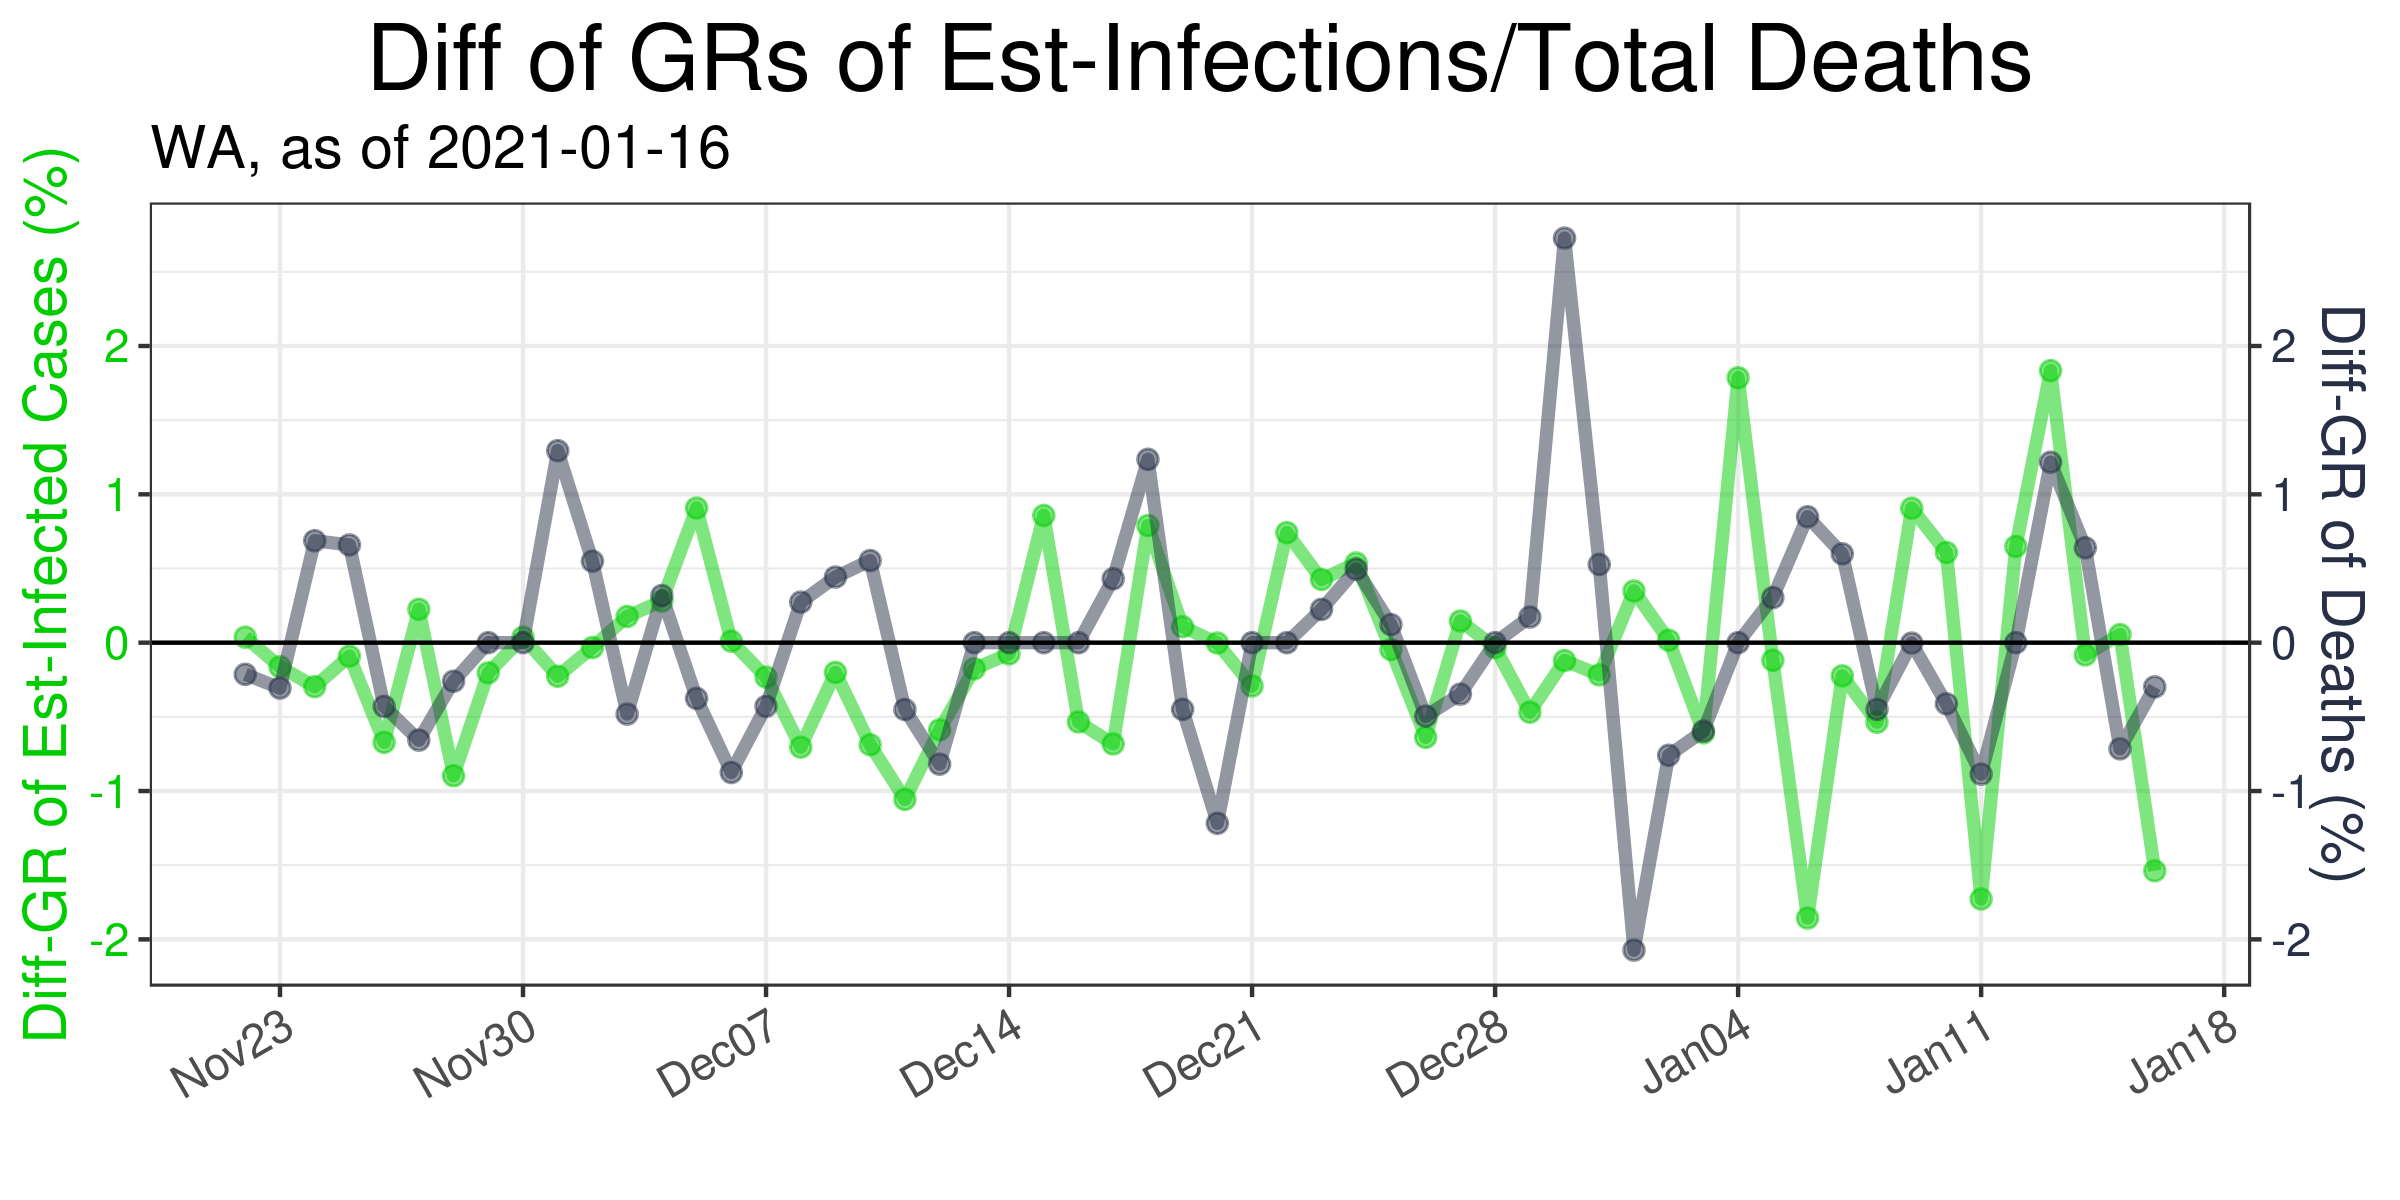 Diff of GRs of Est-Infections/Total Deaths
WA, as of 2021-01-16
Diff-GR of Est-Infected Cases (%)
2
1
0
-1
-2
2
1
0
-1
-2
Diff-GR of Deaths (%)
Nov23
Nov30
Dec07
Dec14
Dec21
Dec28
Jan04
Jan11
Jan18